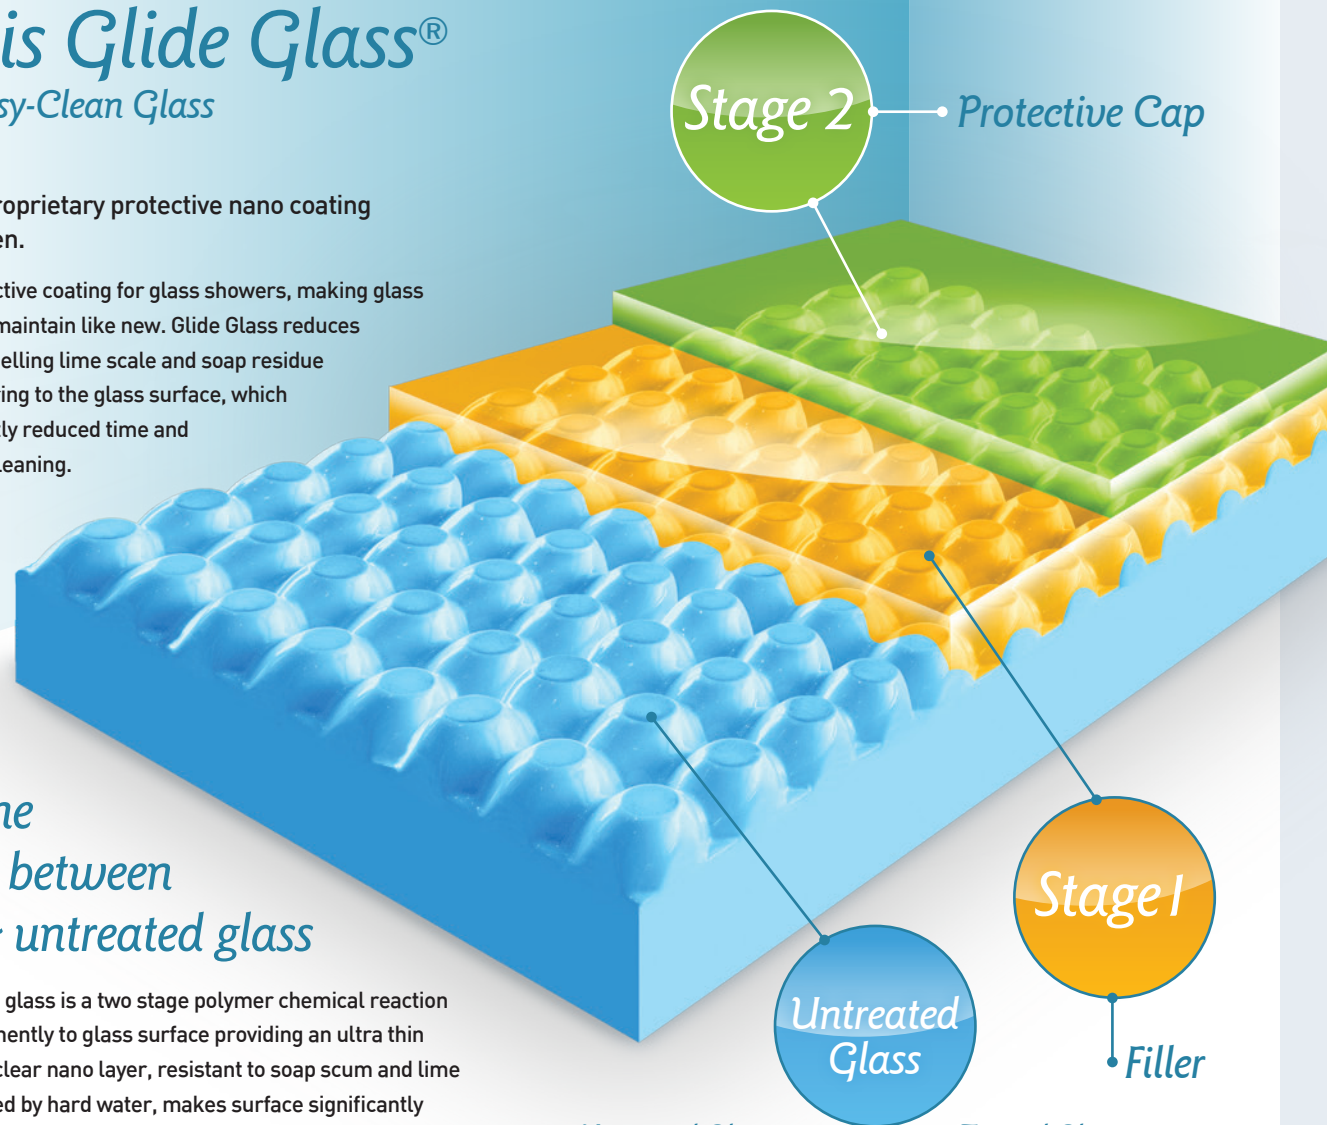 is Glide Glass®
sy-Clean Glass
roprietary protective nano coating
en.
ctive coating for glass showers, making glass
maintain like new. Glide Glass reduces
elling lime scale and soap residue
ring to the glass surface, which
tly reduced time and
leaning.
Stage 2
Protective Cap
ne
between
untreated glass
glass is a two stage polymer chemical reaction
nently to glass surface providing an ultra thin
clear nano layer, resistant to soap scum and lime
ed by hard water, makes surface significantly
Stage 1
Filler
Untreated
Glass